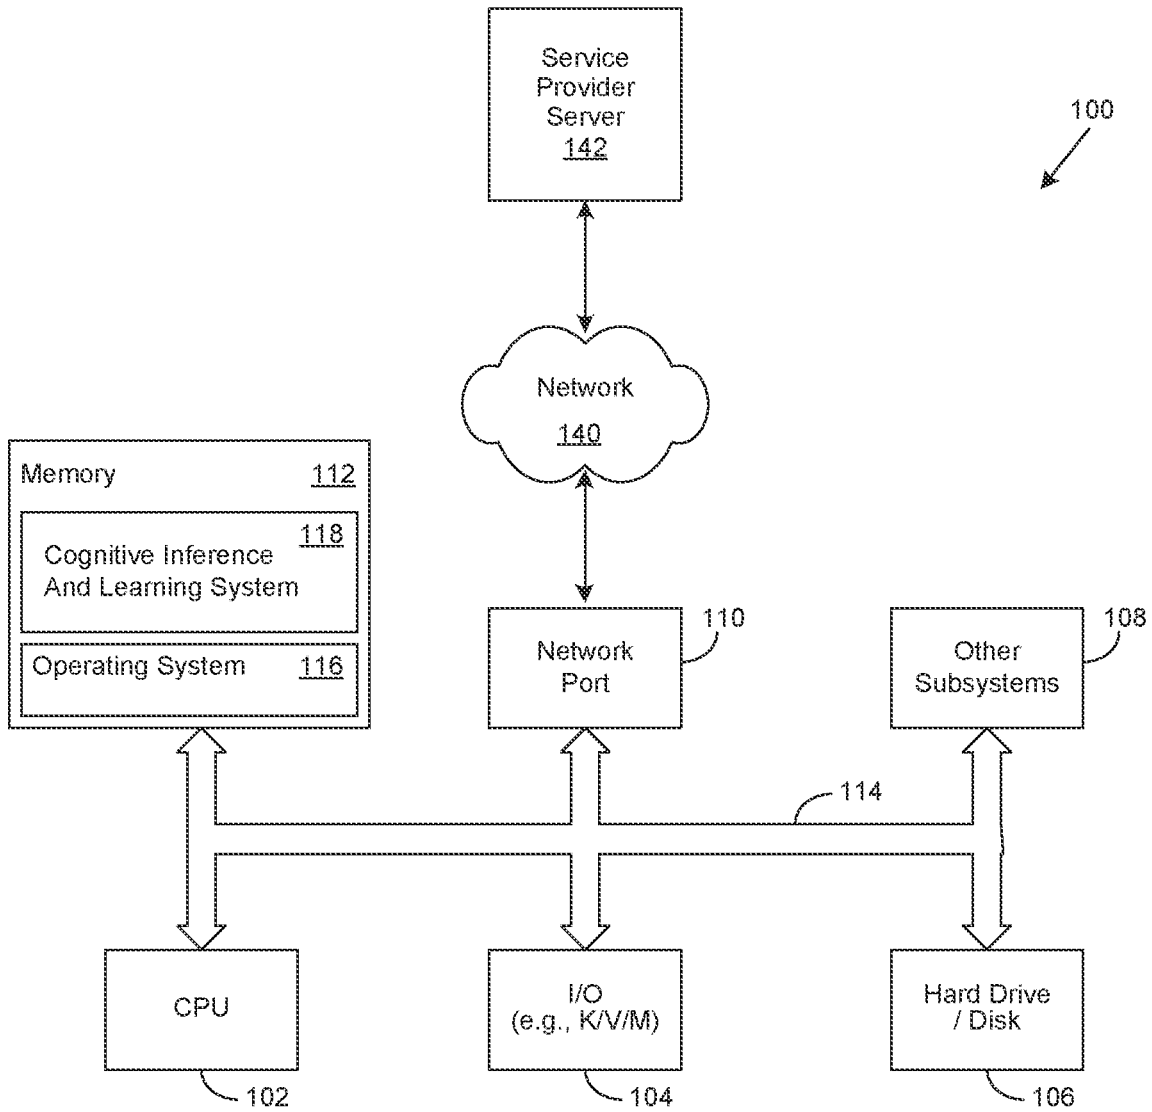 Service
Provider
Server
142
100
Network
140
Memory 112
118
Cognitive Inference
And Learning System
Operating System 116
Network
Port
110
Other
Subsystems
108
114
CPU
102
I/O
(e.g., K/V/M)
104
Hard Drive
/ Disk
106